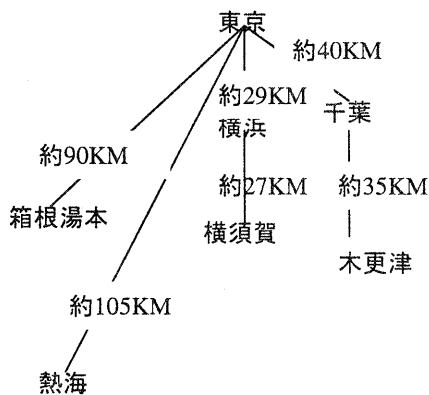 東京
約40KM
約29KM
千葉
横浜
約90KM
約27KM
約35KM
箱根湯本
横須賀
木更津
約105KM
熱海